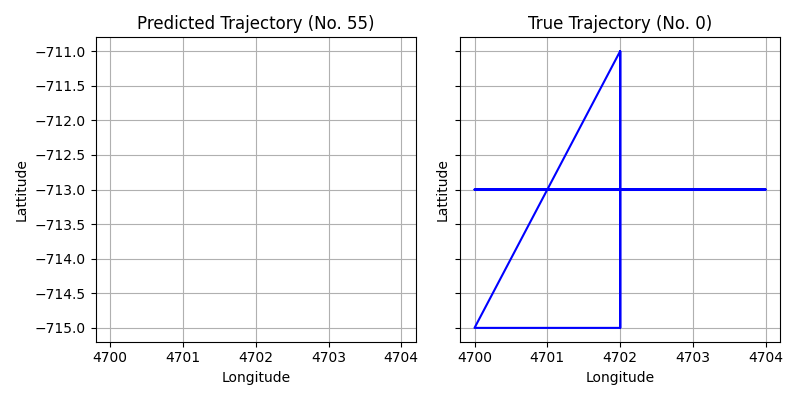 Predicted Trajectory (No. 55)
True Trajectory (No. 0)
−711.0
−711.5
−712.0
−712.5
−713.0
−713.5
−714.0
−714.5
−715.0
Lattitude
Lattitude
4700 4701 4702 4703 4704
4700 4701 4702 4703 4704
Longitude
Longitude